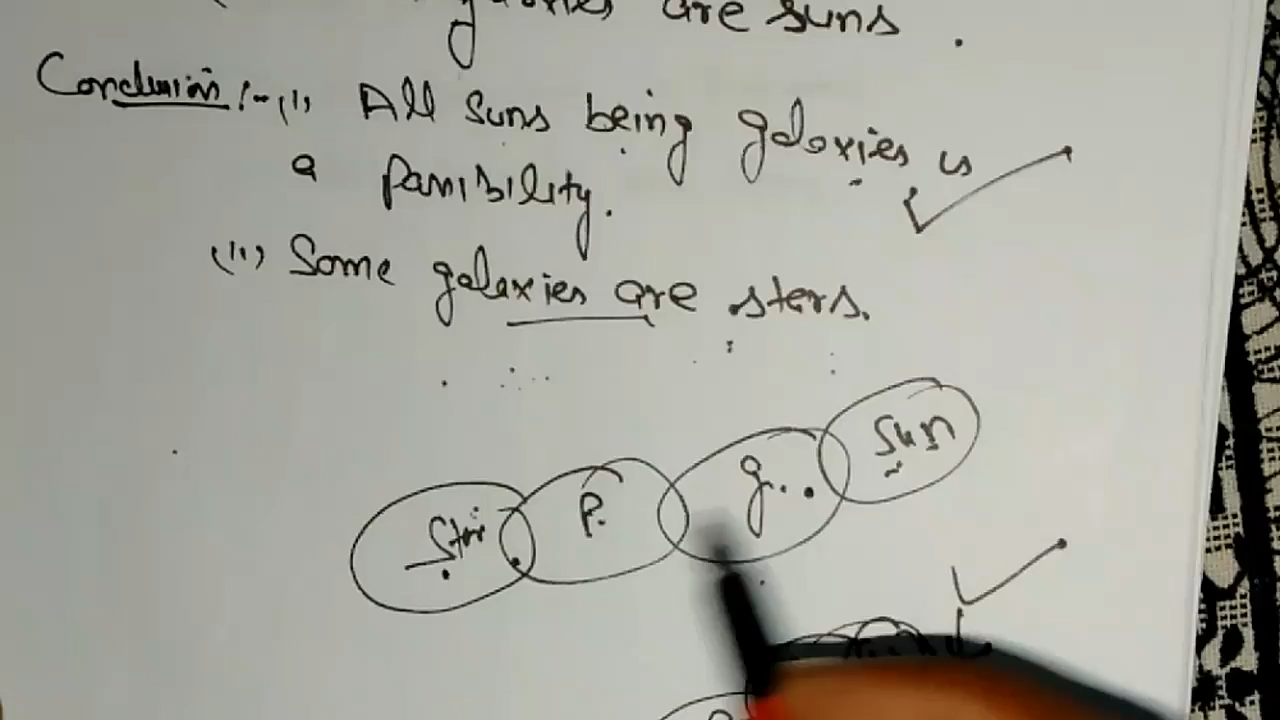 galaxies are suns.
Conclusion :- (i) All suns being galaxies is
a Possibility.
(ii) Some galaxies are stars.
Star P. g. Sun